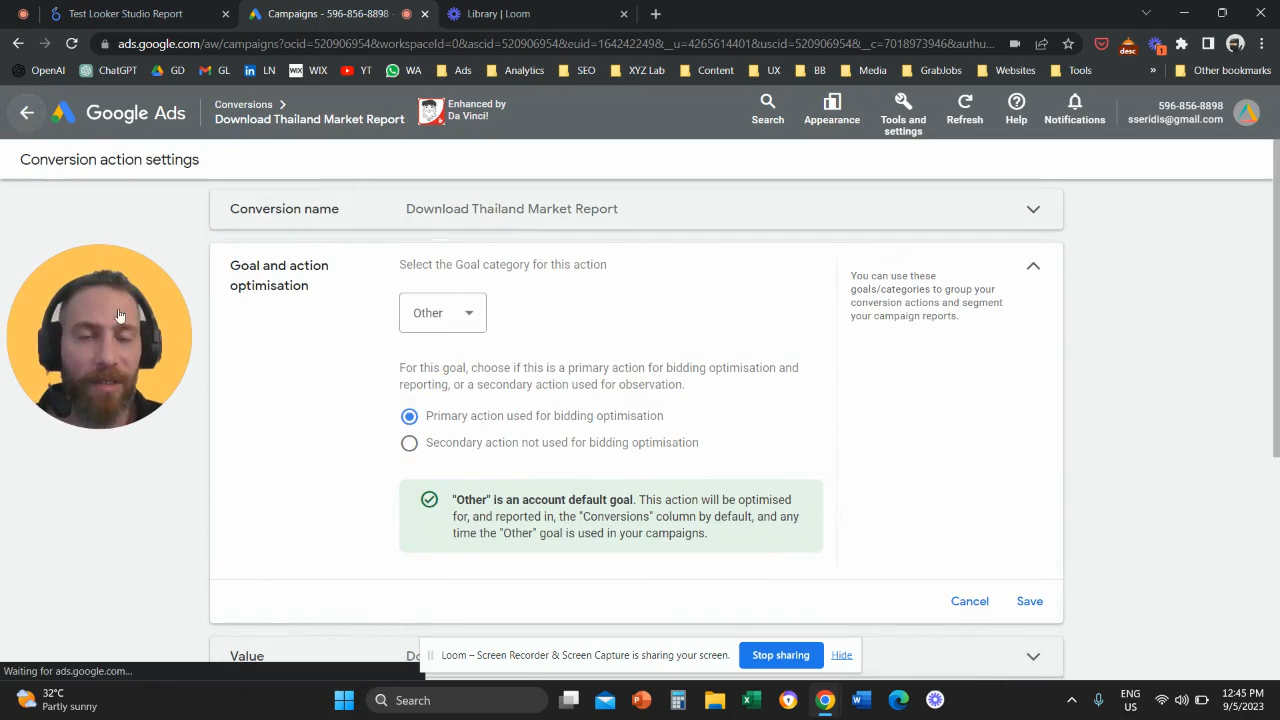 Test Looker Studio Report
Campaigns - 596-856-8898
Library | Loom
ads.google.com/aw/campaigns?ocid=520906954&workspaceId=0&ascid=520906954&euid=164242249&__u=4265614401&uscid=520906954&__c=7018973946&authu...
desc
1
OpenAI
ChatGPT
GD
GL
LN
WIX
WIX
YT
WA
Ads
Analytics
SEO
XYZ Lab
Content
UX
BB
Media
GrabJobs
Websites
Tools
»
Other bookmarks
Google Ads
Conversions
Download Thailand Market Report
Enhanced by
Da Vinci!
Search
Appearance
Tools and
settings
Refresh
Help
Notifications
596-856-8898
sseridis@gmail.com
Conversion action settings
Conversion name
Download Thailand Market Report
Goal and action
optimisation
Select the Goal category for this action
Other
For this goal, choose if this is a primary action for bidding optimisation and
reporting, or a secondary action used for observation.
Primary action used for bidding optimisation
Secondary action not used for bidding optimisation
"Other" is an account default goal. This action will be optimised
for, and reported in, the "Conversions" column by default, and any
time the "Other" goal is used in your campaigns.
You can use these
goals/categories to group your
conversion actions and segment
your campaign reports.
Cancel
Save
Value
Do
Loom – Screen Recorder & Screen Capture is sharing your screen.
Stop sharing
Hide
Waiting for ads.google.com...
32°C
Partly sunny
Search
ENG
US
12:45 PM
9/5/2023